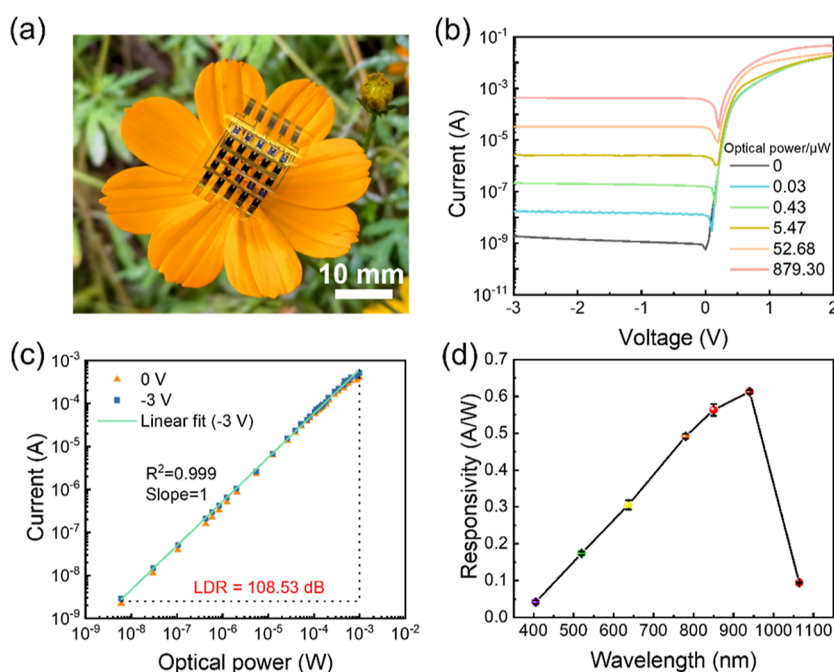 (a)
10 mm
(b)
Current (A)
10⁻¹
10⁻³
10⁻⁵
10⁻⁷
10⁻⁹
10⁻¹¹
Optical power/μW
0
0.03
0.43
5.47
52.68
879.30
-3 -2 -1 0 1 2
Voltage (V)
(c)
Current (A)
10⁻³
10⁻⁴
10⁻⁵
10⁻⁶
10⁻⁷
10⁻⁸
10⁻⁹
0 V
-3 V
Linear fit (-3 V)
R²=0.999
Slope=1
LDR = 108.53 dB
10⁻⁹ 10⁻⁸ 10⁻⁷ 10⁻⁶ 10⁻⁵ 10⁻⁴ 10⁻³ 10⁻²
Optical power (W)
(d)
Responsivity (A/W)
0.7
0.6
0.5
0.4
0.3
0.2
0.1
0.0
400 500 600 700 800 900 1000 1100
Wavelength (nm)